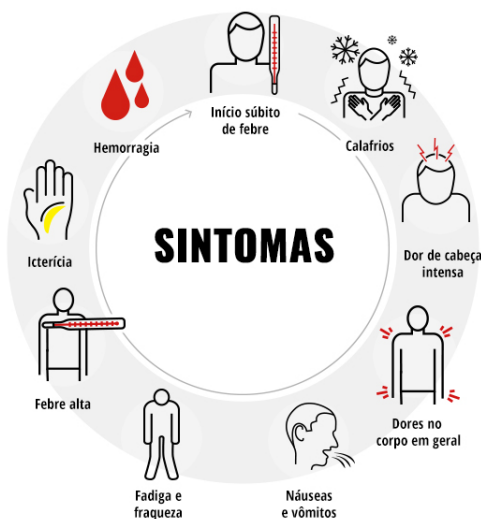 SINTOMAS
Início súbito
de febre
Calafrios
Dor de cabeça
intensa
Dores no
corpo em geral
Náuseas
e vômitos
Fadiga e
fraqueza
Febre alta
Icterícia
Hemorragia